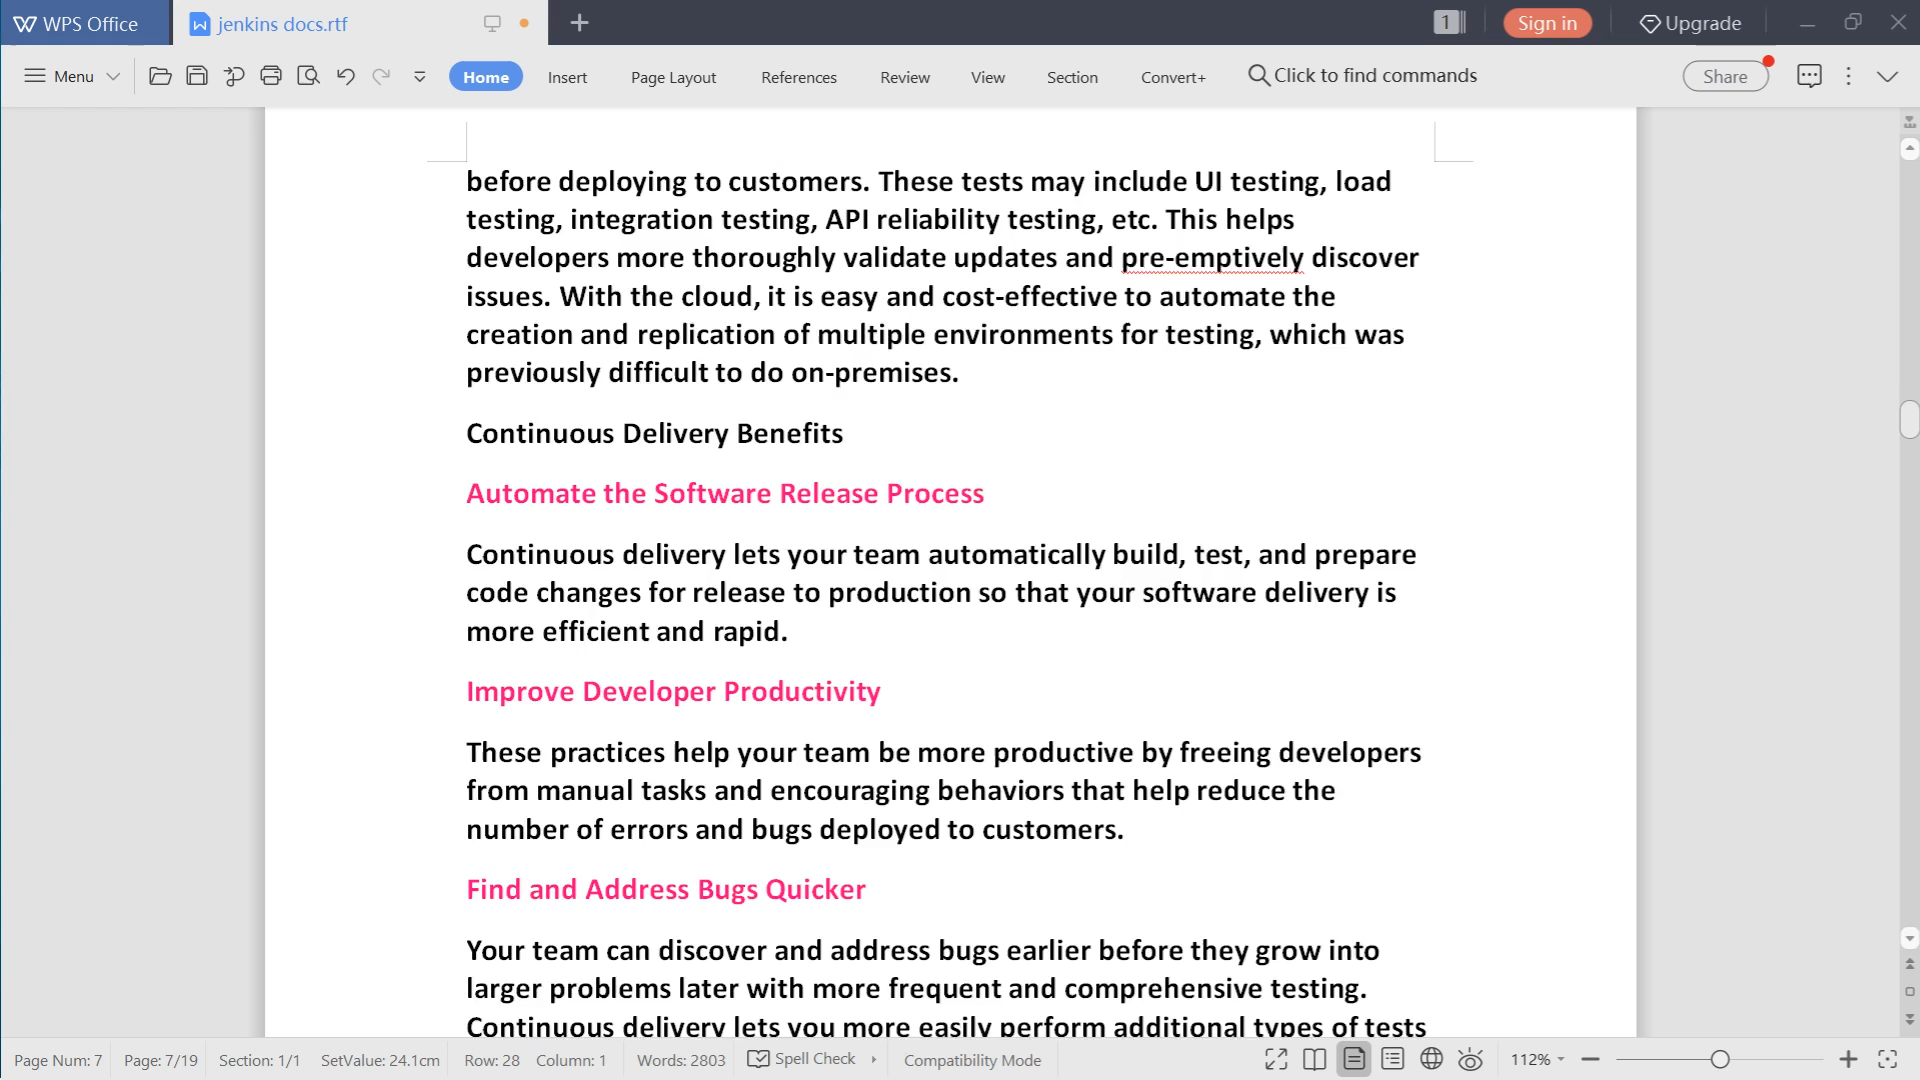 WPS Office
jenkins docs.rtf
1
Sign in
Upgrade
Menu
Home
Insert
Page Layout
References
Review
View
Section
Convert+
Click to find commands
Share
before deploying to customers. These tests may include UI testing, load
testing, integration testing, API reliability testing, etc. This helps
developers more thoroughly validate updates and pre-emptively discover
issues. With the cloud, it is easy and cost-effective to automate the
creation and replication of multiple environments for testing, which was
previously difficult to do on-premises.
Continuous Delivery Benefits
Automate the Software Release Process
Continuous delivery lets your team automatically build, test, and prepare
code changes for release to production so that your software delivery is
more efficient and rapid.
Improve Developer Productivity
These practices help your team be more productive by freeing developers
from manual tasks and encouraging behaviors that help reduce the
number of errors and bugs deployed to customers.
Find and Address Bugs Quicker
Your team can discover and address bugs earlier before they grow into
larger problems later with more frequent and comprehensive testing.
Continuous delivery lets you more easily perform additional types of tests
Page Num: 7
Page: 7/19
Section: 1/1
SetValue: 24.1cm
Row: 28
Column: 1
Words: 2803
Spell Check
Compatibility Mode
112%